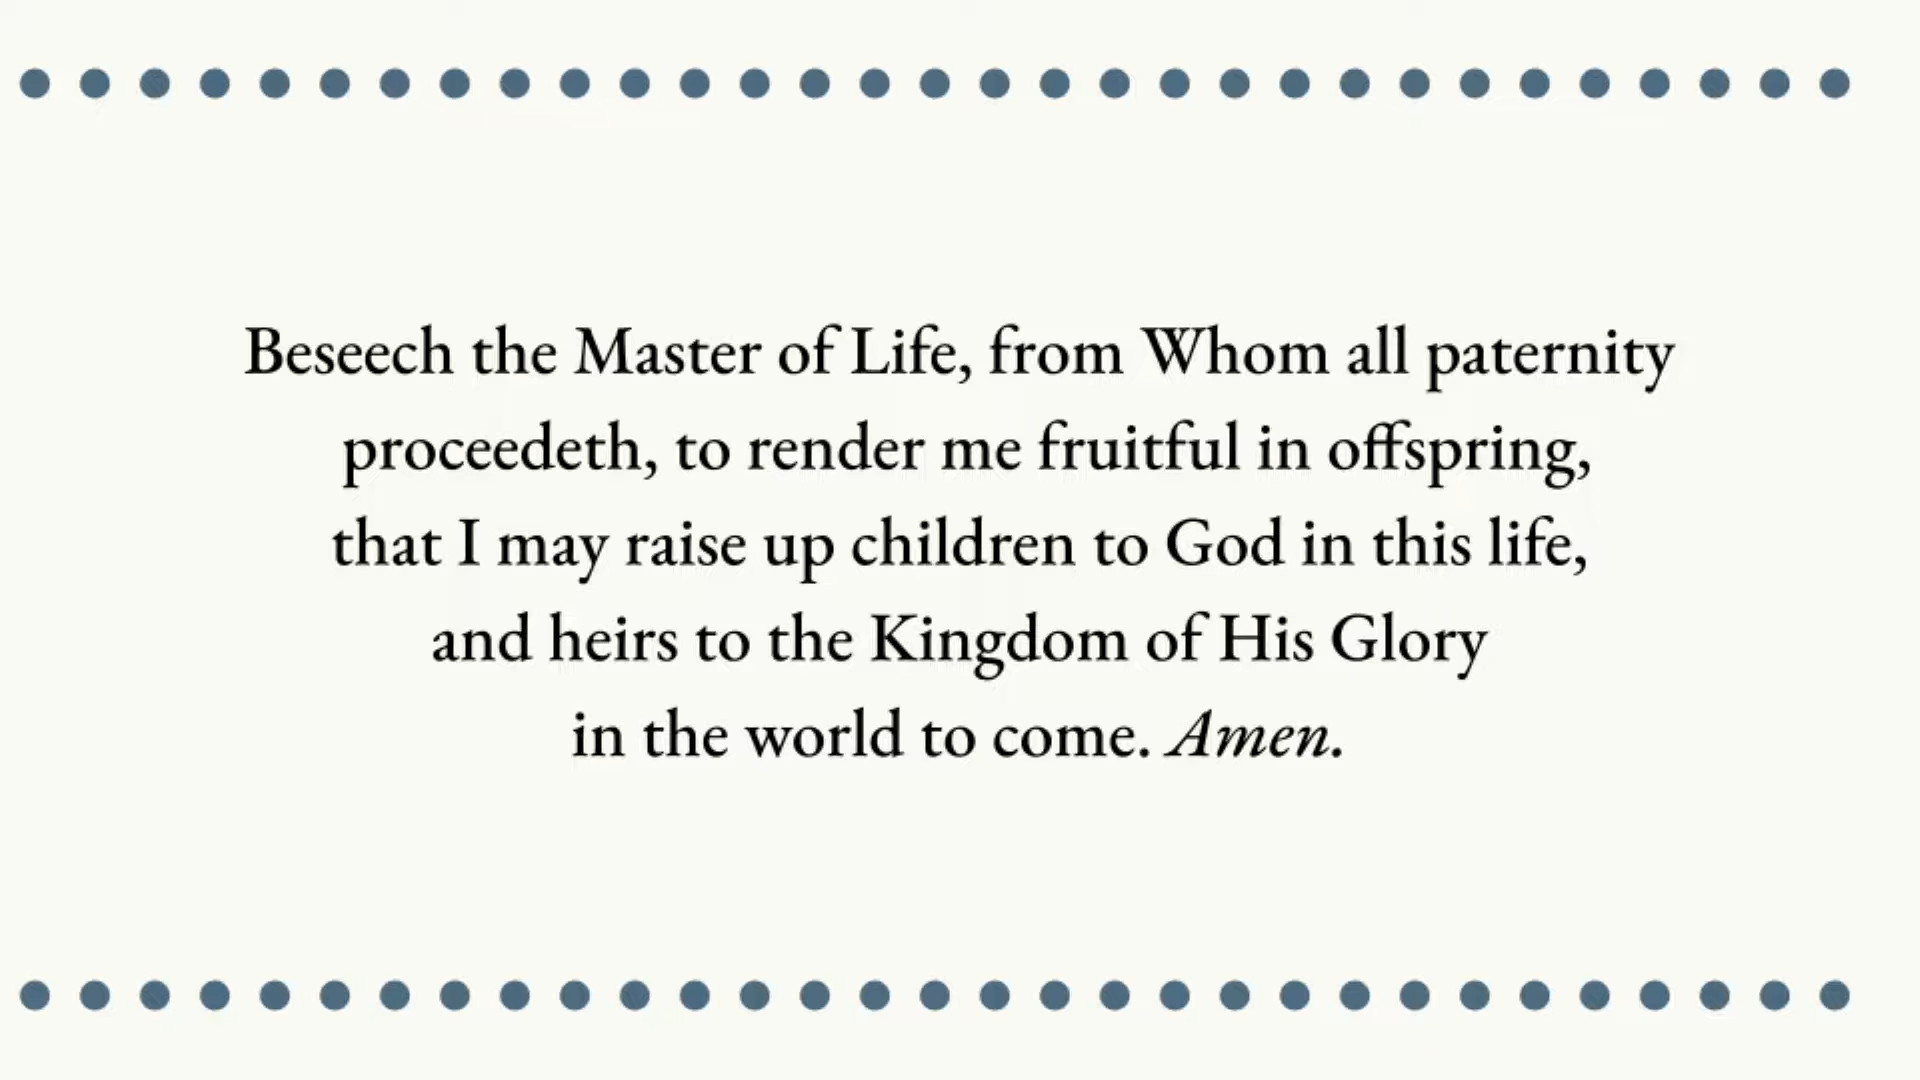 Beseech the Master of Life, from Whom all paternity
proceedeth, to render me fruitful in offspring,
that I may raise up children to God in this life,
and heirs to the Kingdom of His Glory
in the world to come. Amen.